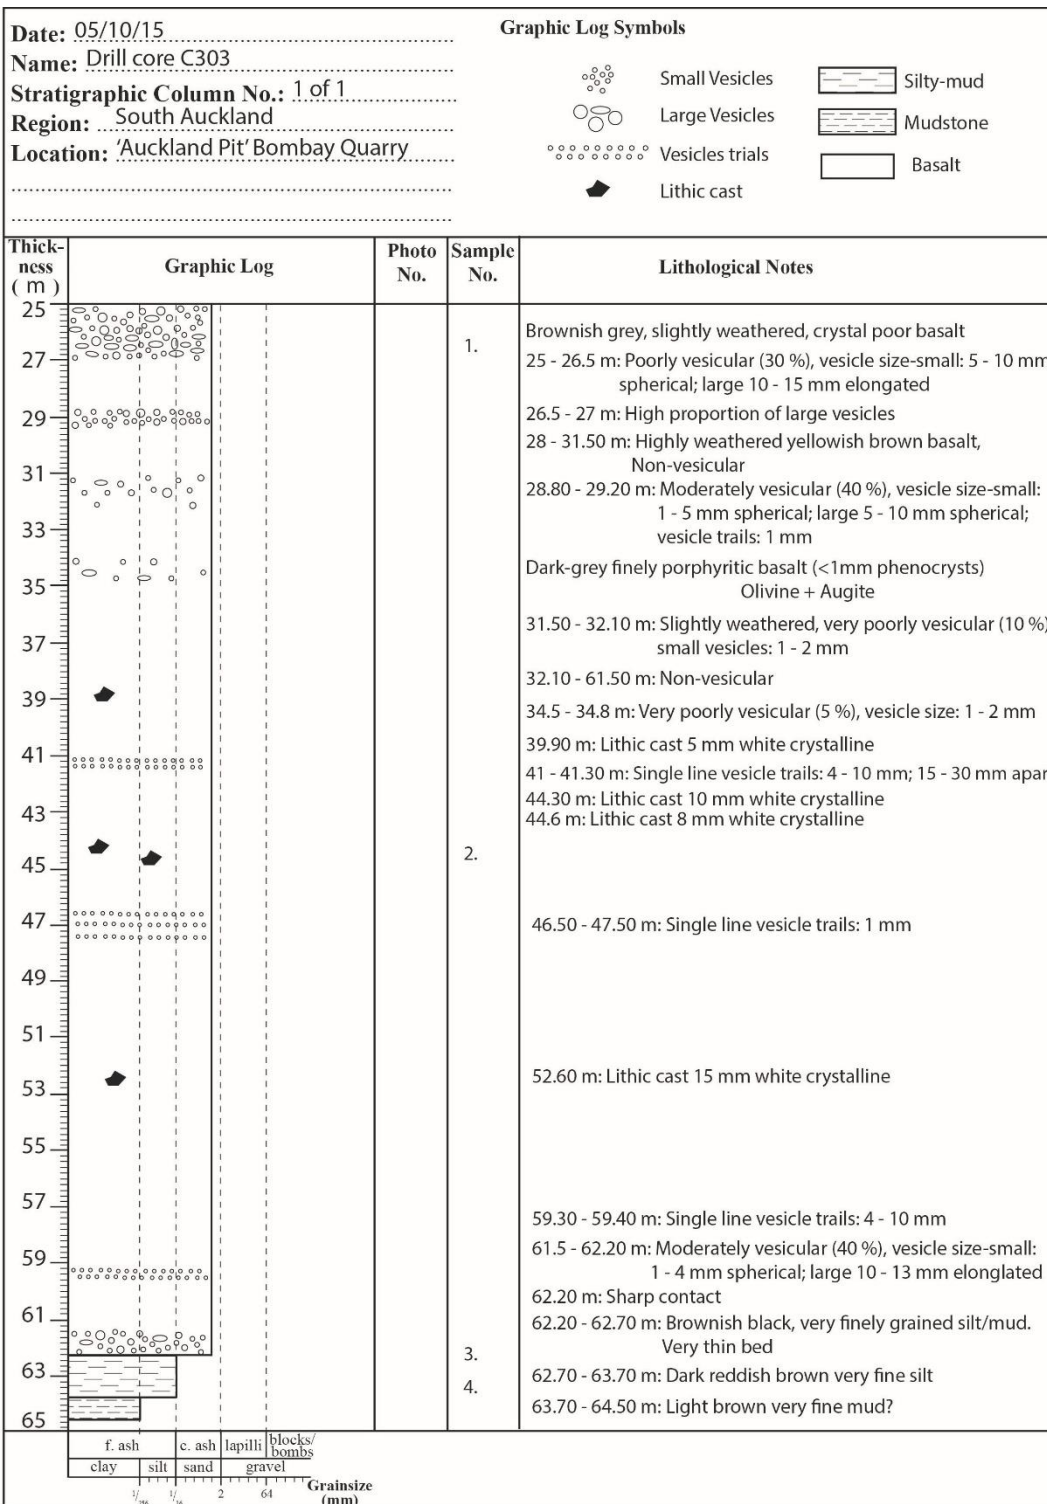 Date: 05/10/15
Name: Drill core C303
Stratigraphic Column No.: 1 of 1
Region: South Auckland
Location: 'Auckland Pit' Bombay Quarry
Graphic Log Symbols
Small Vesicles
Large Vesicles
Vesicles trials
Lithic cast
Silty-mud
Mudstone
Basalt
Thick-
ness
( m )
Graphic Log
Photo
No.
Sample
No.
Lithological Notes
25
27
29
31
33
35
37
39
41
43
45
47
49
51
53
55
57
59
61
63
65
1.
2.
3.
4.
Brownish grey, slightly weathered, crystal poor basalt
25 - 26.5 m: Poorly vesicular (30 %), vesicle size-small: 5 - 10 mm
spherical; large 10 - 15 mm elongated
26.5 - 27 m: High proportion of large vesicles
28 - 31.50 m: Highly weathered yellowish brown basalt,
Non-vesicular
28.80 - 29.20 m: Moderately vesicular (40 %), vesicle size-small:
1 - 5 mm spherical; large 5 - 10 mm spherical;
vesicle trails: 1 mm
Dark-grey finely porphyritic basalt (<1mm phenocrysts)
Olivine + Augite
31.50 - 32.10 m: Slightly weathered, very poorly vesicular (10 %)
small vesicles: 1 - 2 mm
32.10 - 61.50 m: Non-vesicular
34.5 - 34.8 m: Very poorly vesicular (5 %), vesicle size: 1 - 2 mm
39.90 m: Lithic cast 5 mm white crystalline
41 - 41.30 m: Single line vesicle trails: 4 - 10 mm; 15 - 30 mm apar
44.30 m: Lithic cast 10 mm white crystalline
44.6 m: Lithic cast 8 mm white crystalline
46.50 - 47.50 m: Single line vesicle trails: 1 mm
52.60 m: Lithic cast 15 mm white crystalline
59.30 - 59.40 m: Single line vesicle trails: 4 - 10 mm
61.5 - 62.20 m: Moderately vesicular (40 %), vesicle size-small:
1 - 4 mm spherical; large 10 - 13 mm elonglated
62.20 m: Sharp contact
62.20 - 62.70 m: Brownish black, very finely grained silt/mud.
Very thin bed
62.70 - 63.70 m: Dark reddish brown very fine silt
63.70 - 64.50 m: Light brown very fine mud?
f. ash c. ash lapilli blocks/
bombs
clay silt sand gravel
1/256 1/16 2 64
Grainsize
(mm)